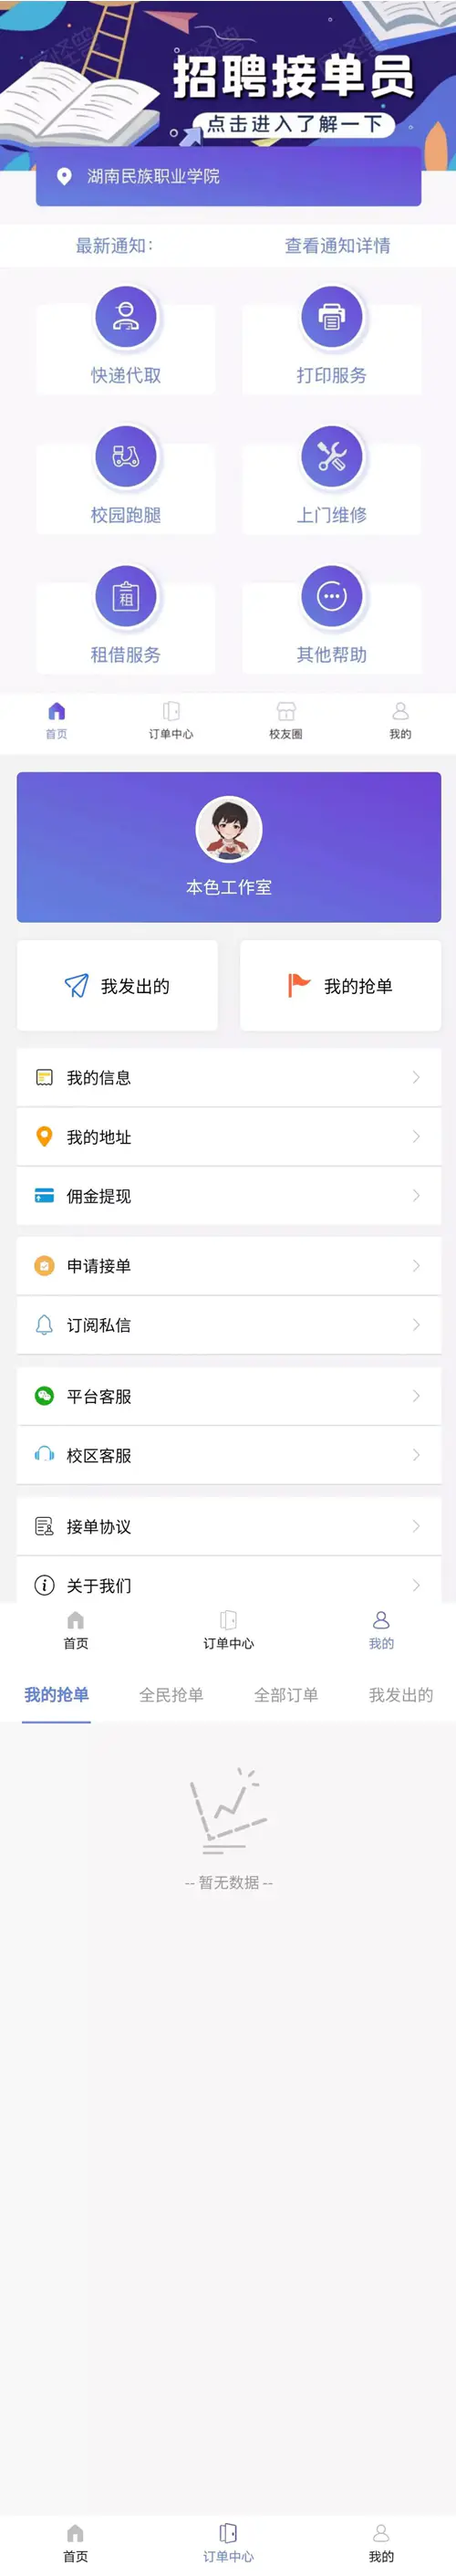 招聘接单员
点击进入了解一下
湖南民族职业学院
最新通知: 查看通知详情
快递代取 打印服务
校园跑腿 上门维修
租
租借服务 其他帮助
首页 订单中心 校友圈 我的
本色工作室
我发出的 我的抢单
我的信息
我的地址
佣金提现
申请接单
订阅私信
平台客服
校区客服
接单协议
关于我们
首页 订单中心 我的
我的抢单 全民抢单 全部订单 我发出的
-- 暂无数据 --
首页 订单中心 我的